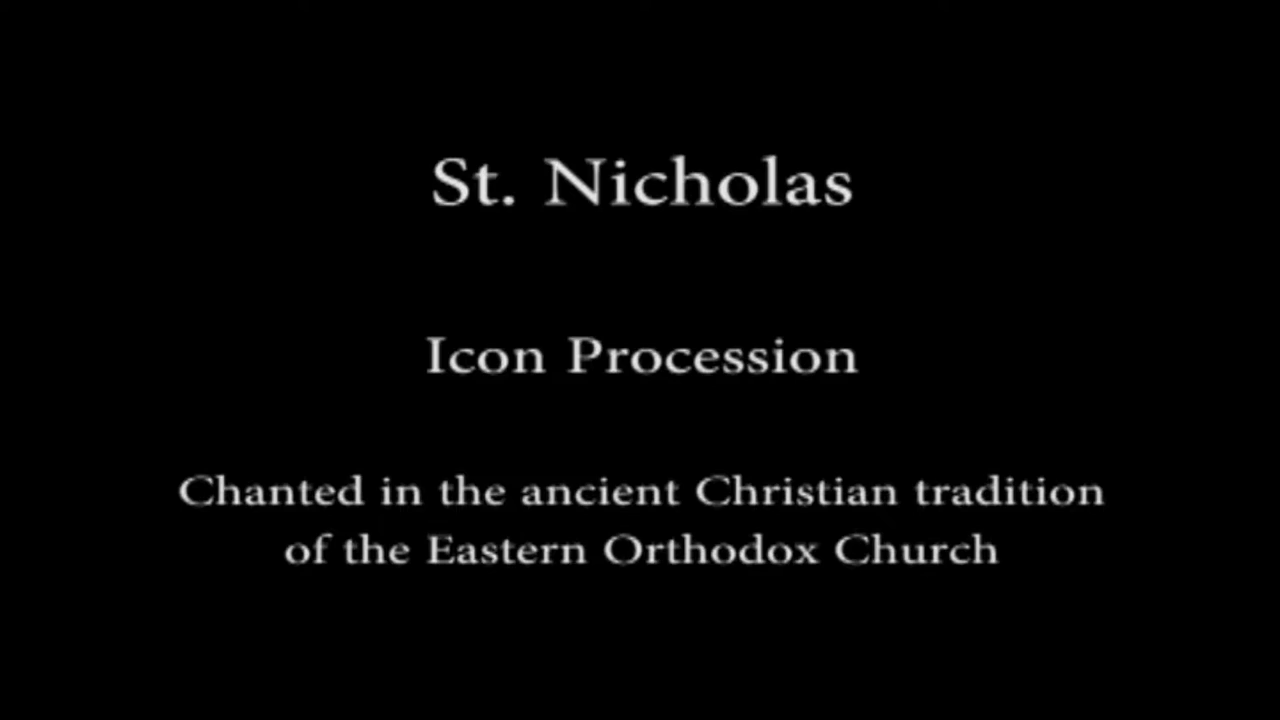 St. Nicholas
Icon Procession
Chanted in the ancient Christian tradition
of the Eastern Orthodox Church